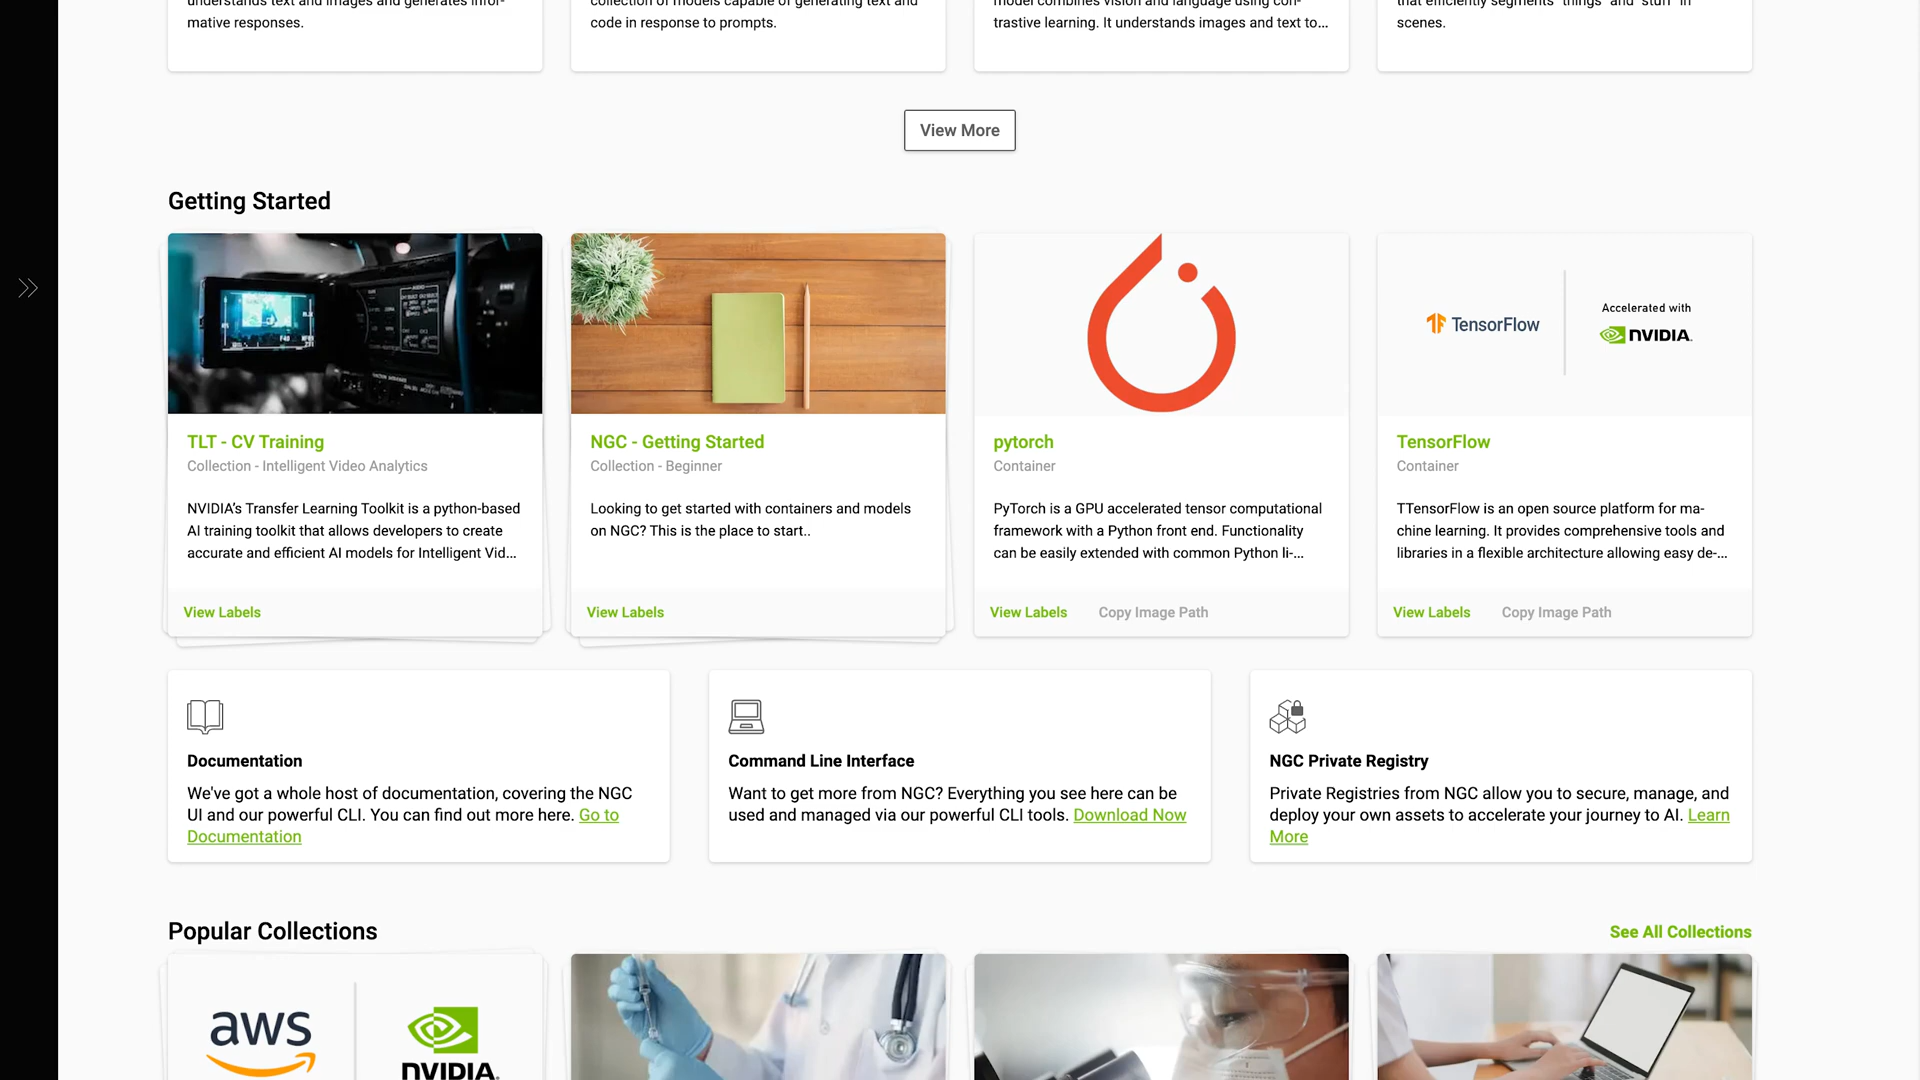 understands text and images and generates infor-
mative responses.
collection of models capable of generating text and
code in response to prompts.
model combines vision and language using con-
trastive learning. It understands images and text to...
that efficiently segments "things" and "stuff" in
scenes.
View More
Getting Started
TLT - CV Training
Collection - Intelligent Video Analytics
NVIDIA's Transfer Learning Toolkit is a python-based
AI training toolkit that allows developers to create
accurate and efficient AI models for Intelligent Vid...
View Labels
NGC - Getting Started
Collection - Beginner
Looking to get started with containers and models
on NGC? This is the place to start..
View Labels
pytorch
Container
PyTorch is a GPU accelerated tensor computational
framework with a Python front end. Functionality
can be easily extended with common Python li-...
View Labels
Copy Image Path
TensorFlow
Accelerated with
NVIDIA.
TensorFlow
Container
TTensorFlow is an open source platform for ma-
chine learning. It provides comprehensive tools and
libraries in a flexible architecture allowing easy de-...
View Labels
Copy Image Path
Documentation
We've got a whole host of documentation, covering the NGC
UI and our powerful CLI. You can find out more here. Go to
Documentation
Command Line Interface
Want to get more from NGC? Everything you see here can be
used and managed via our powerful CLI tools. Download Now
NGC Private Registry
Private Registries from NGC allow you to secure, manage, and
deploy your own assets to accelerate your journey to AI. Learn
More
Popular Collections
See All Collections
aws
NVIDIA.